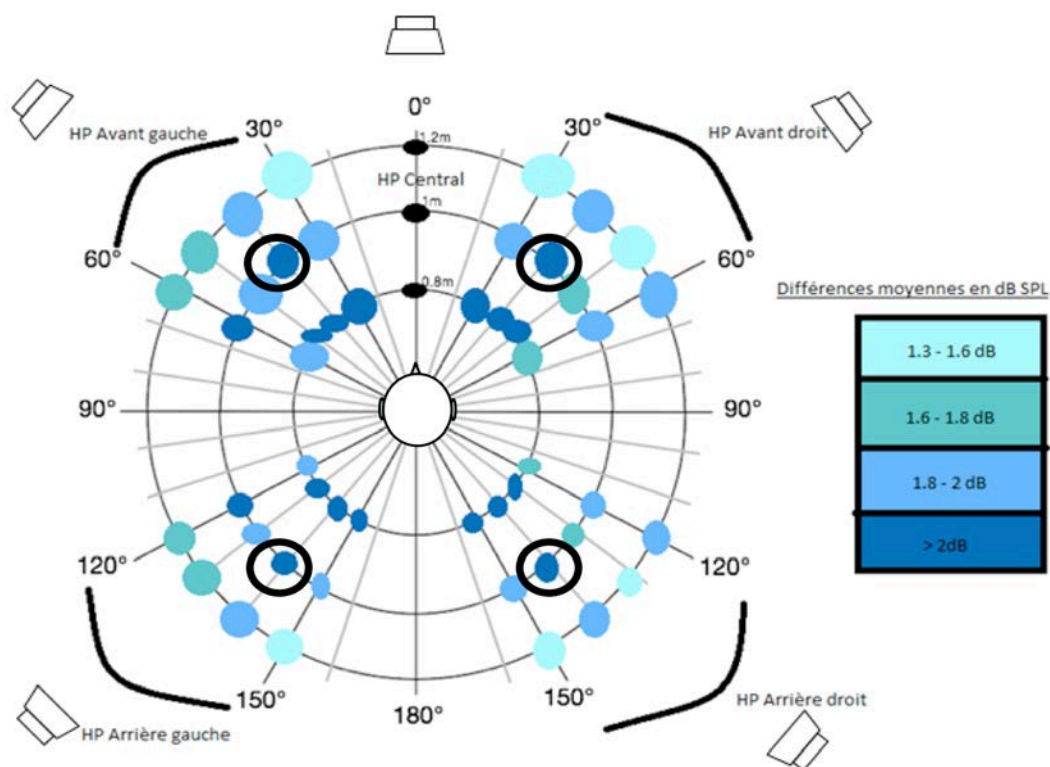 0°
HP Avant gauche
30°
30°
HP Avant droit
1.2m
HP Central
1m
60°
60°
0.8m
Différences moyennes en dB SPL
1.3 - 1.6 dB
1.6 - 1.8 dB
90°
90°
1.8 - 2 dB
> 2dB
120°
120°
150°
150°
180°
HP Arrière droit
HP Arrière gauche